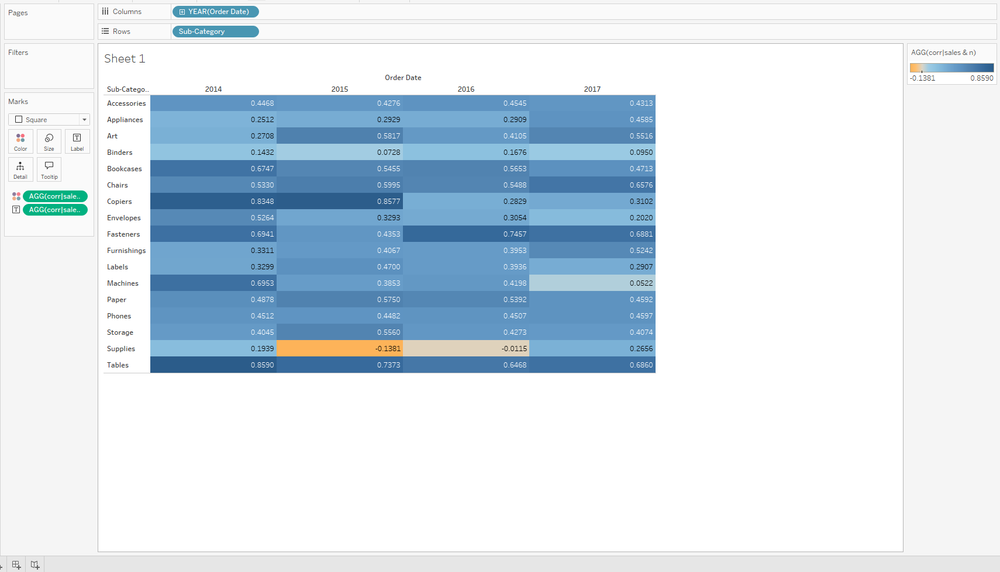 Pages
Columns
YEAR(Order Date)
Rows
Sub-Category
Filters
Marks
Square
Color Size Label
Detail Tooltip
AGG(corr|sale..
AGG(corr|sale..
Sheet 1
Order Date
Sub-Catego.. 2014 2015 2016 2017
Accessories 0.4468 0.4276 0.4545 0.4313
Appliances 0.2512 0.2929 0.2909 0.4585
Art 0.2708 0.5817 0.4105 0.5516
Binders 0.1432 0.0728 0.1676 0.0950
Bookcases 0.6747 0.5455 0.5653 0.4713
Chairs 0.5330 0.5995 0.5488 0.6576
Copiers 0.8348 0.8577 0.2829 0.3102
Envelopes 0.5264 0.3293 0.3054 0.2020
Fasteners 0.6941 0.4353 0.7457 0.6881
Furnishings 0.3311 0.4067 0.3953 0.5242
Labels 0.3299 0.4700 0.3936 0.2907
Machines 0.6953 0.3853 0.4198 0.0522
Paper 0.4878 0.5750 0.5392 0.4592
Phones 0.4512 0.4482 0.4507 0.4597
Storage 0.4045 0.5560 0.4273 0.4074
Supplies 0.1939 -0.1381 -0.0115 0.2656
Tables 0.8590 0.7373 0.6468 0.6860
AGG(corr|sales & n)
-0.1381 0.8590